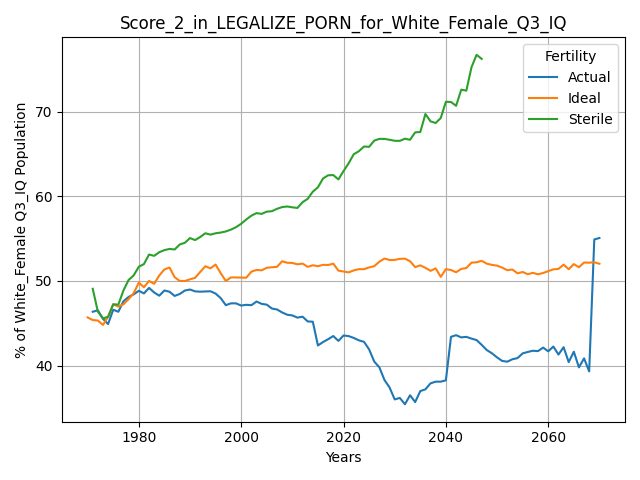 Score_2_in_LEGALIZE_PORN_for_White_Female_Q3_IQ
% of White_Female Q3_IQ Population
70
60
50
40
Fertility
Actual
Ideal
Sterile
1980 2000 2020 2040 2060
Years